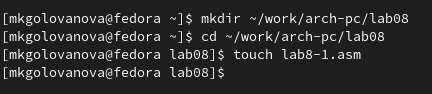 [mkgolovanova@fedora ~]$ mkdir ~/work/arch-pc/lab08
[mkgolovanova@fedora ~]$ cd ~/work/arch-pc/lab08
[mkgolovanova@fedora lab08]$ touch lab8-1.asm
[mkgolovanova@fedora lab08]$